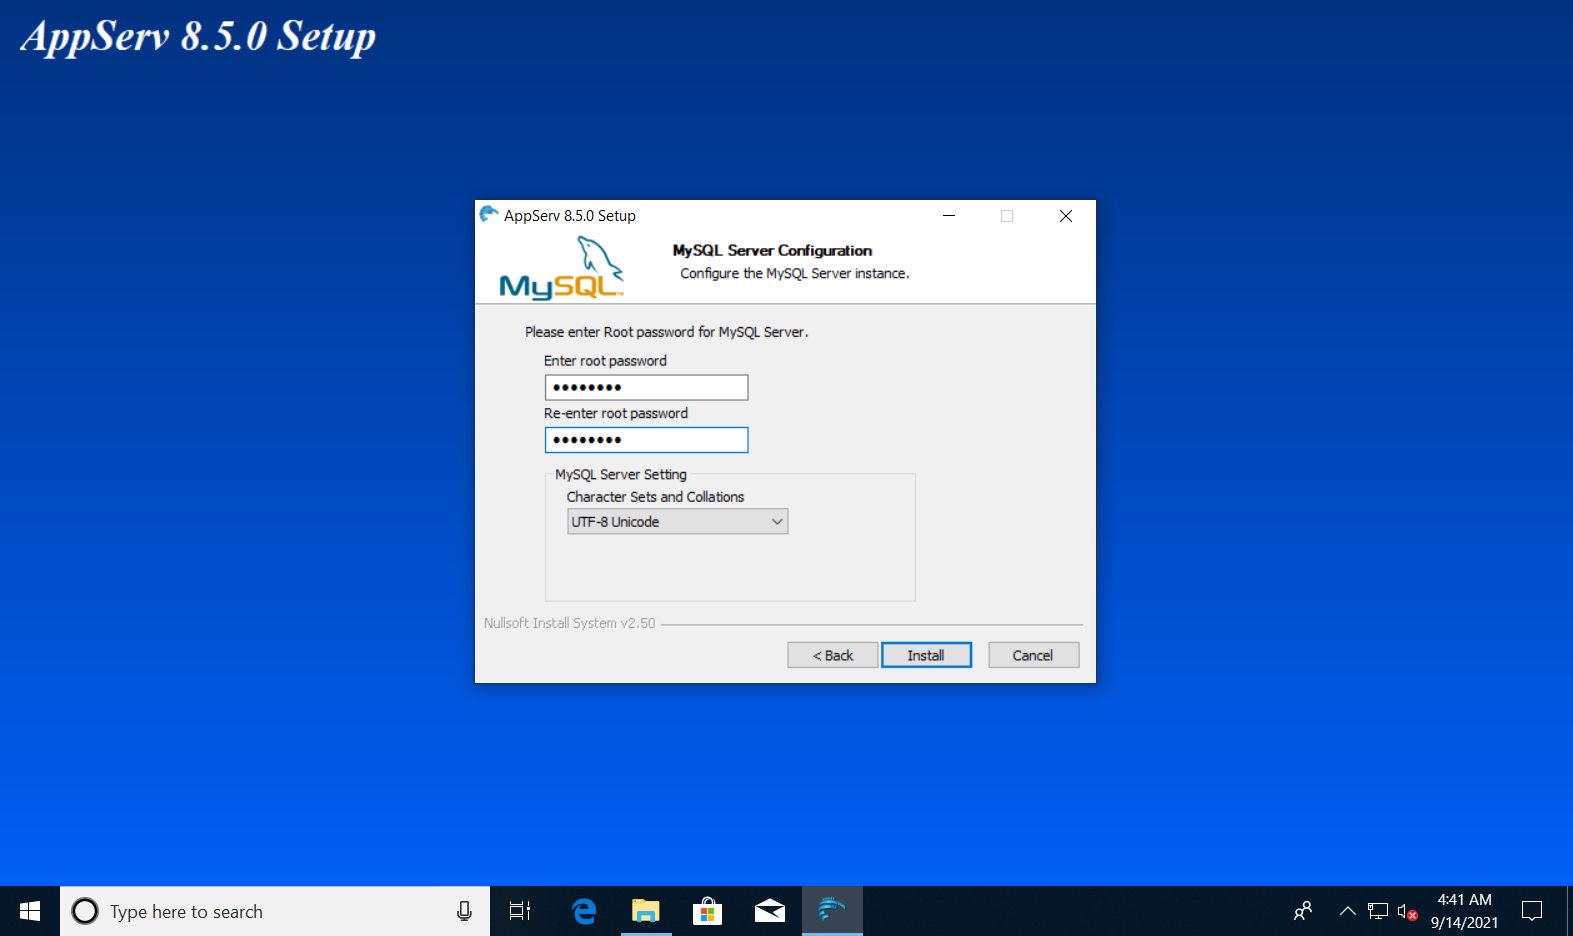 AppServ 8.5.0 Setup
AppServ 8.5.0 Setup
MySQL™
MySQL Server Configuration
Configure the MySQL Server instance.
Please enter Root password for MySQL Server.
Enter root password
••••••••
Re-enter root password
••••••••
MySQL Server Setting
Character Sets and Collations
UTF-8 Unicode
Nullsoft Install System v2.50
< Back Install Cancel
Type here to search
4:41 AM
9/14/2021